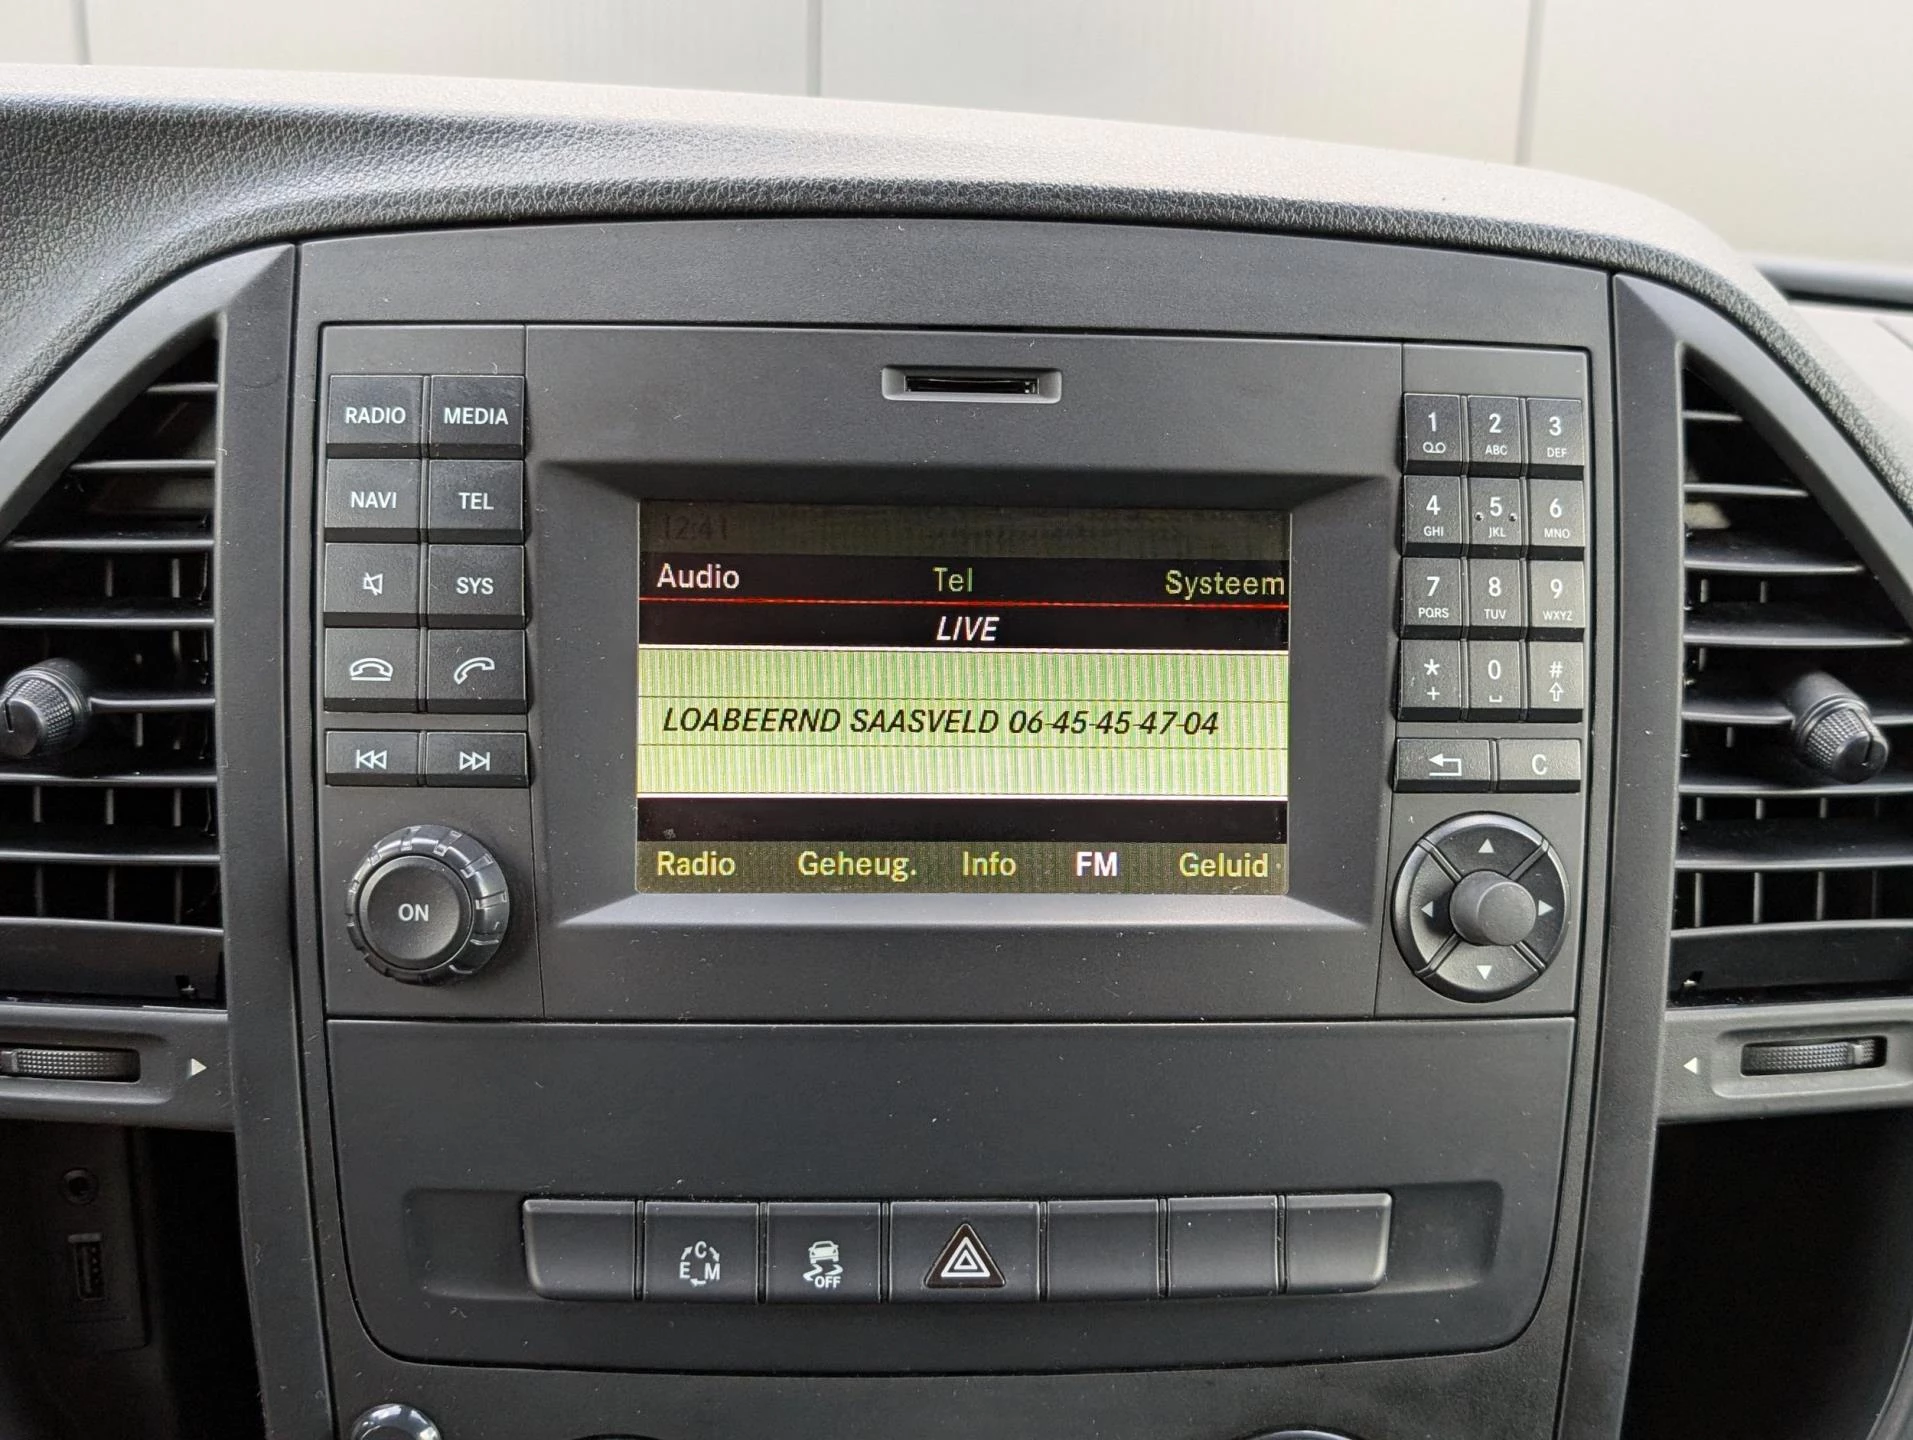 RADIO MEDIA
NAVI TEL
SYS
ON
12:41
Audio Tel Systeem
LIVE
LOABEERND SAASVELD 06-45-45-47-04
Radio Geheug. Info FM Geluid
1 2 ABC 3 DEF
4 GHI 5 JKL 6 MNO
7 PQRS 8 TUV 9 WXYZ
* + 0 #
C
C E M
OFF